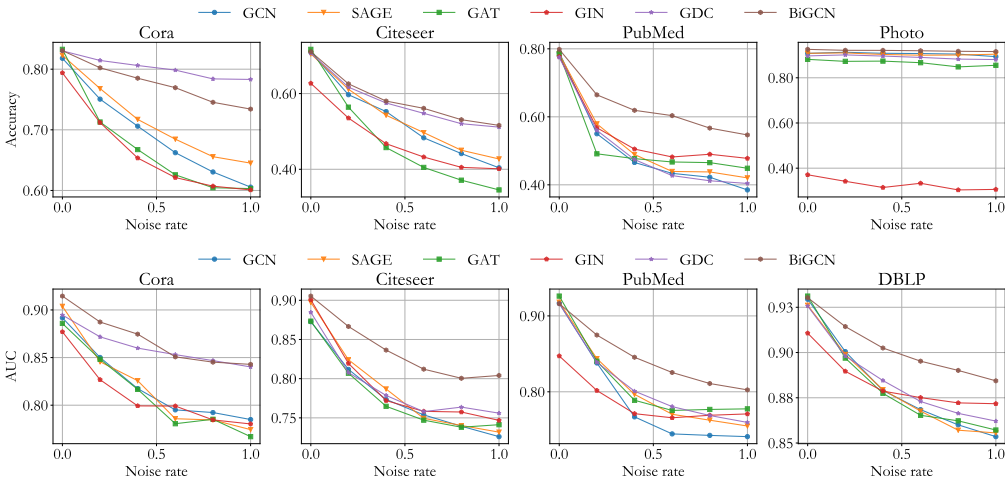 GCN SAGE GAT GIN GDC BiGCN
Cora Citeseer PubMed Photo
Accuracy
0.80 0.70 0.60
0.60 0.40
0.80 0.60 0.40
0.80 0.60 0.40
0.0 0.5 1.0 0.0 0.5 1.0 0.0 0.5 1.0 0.0 0.5 1.0
Noise rate Noise rate Noise rate Noise rate
GCN SAGE GAT GIN GDC BiGCN
Cora Citeseer PubMed DBLP
AUC
0.90 0.85 0.80
0.90 0.85 0.80 0.75
0.90 0.80
0.93 0.90 0.88 0.85
0.0 0.5 1.0 0.0 0.5 1.0 0.0 0.5 1.0 0.0 0.5 1.0
Noise rate Noise rate Noise rate Noise rate